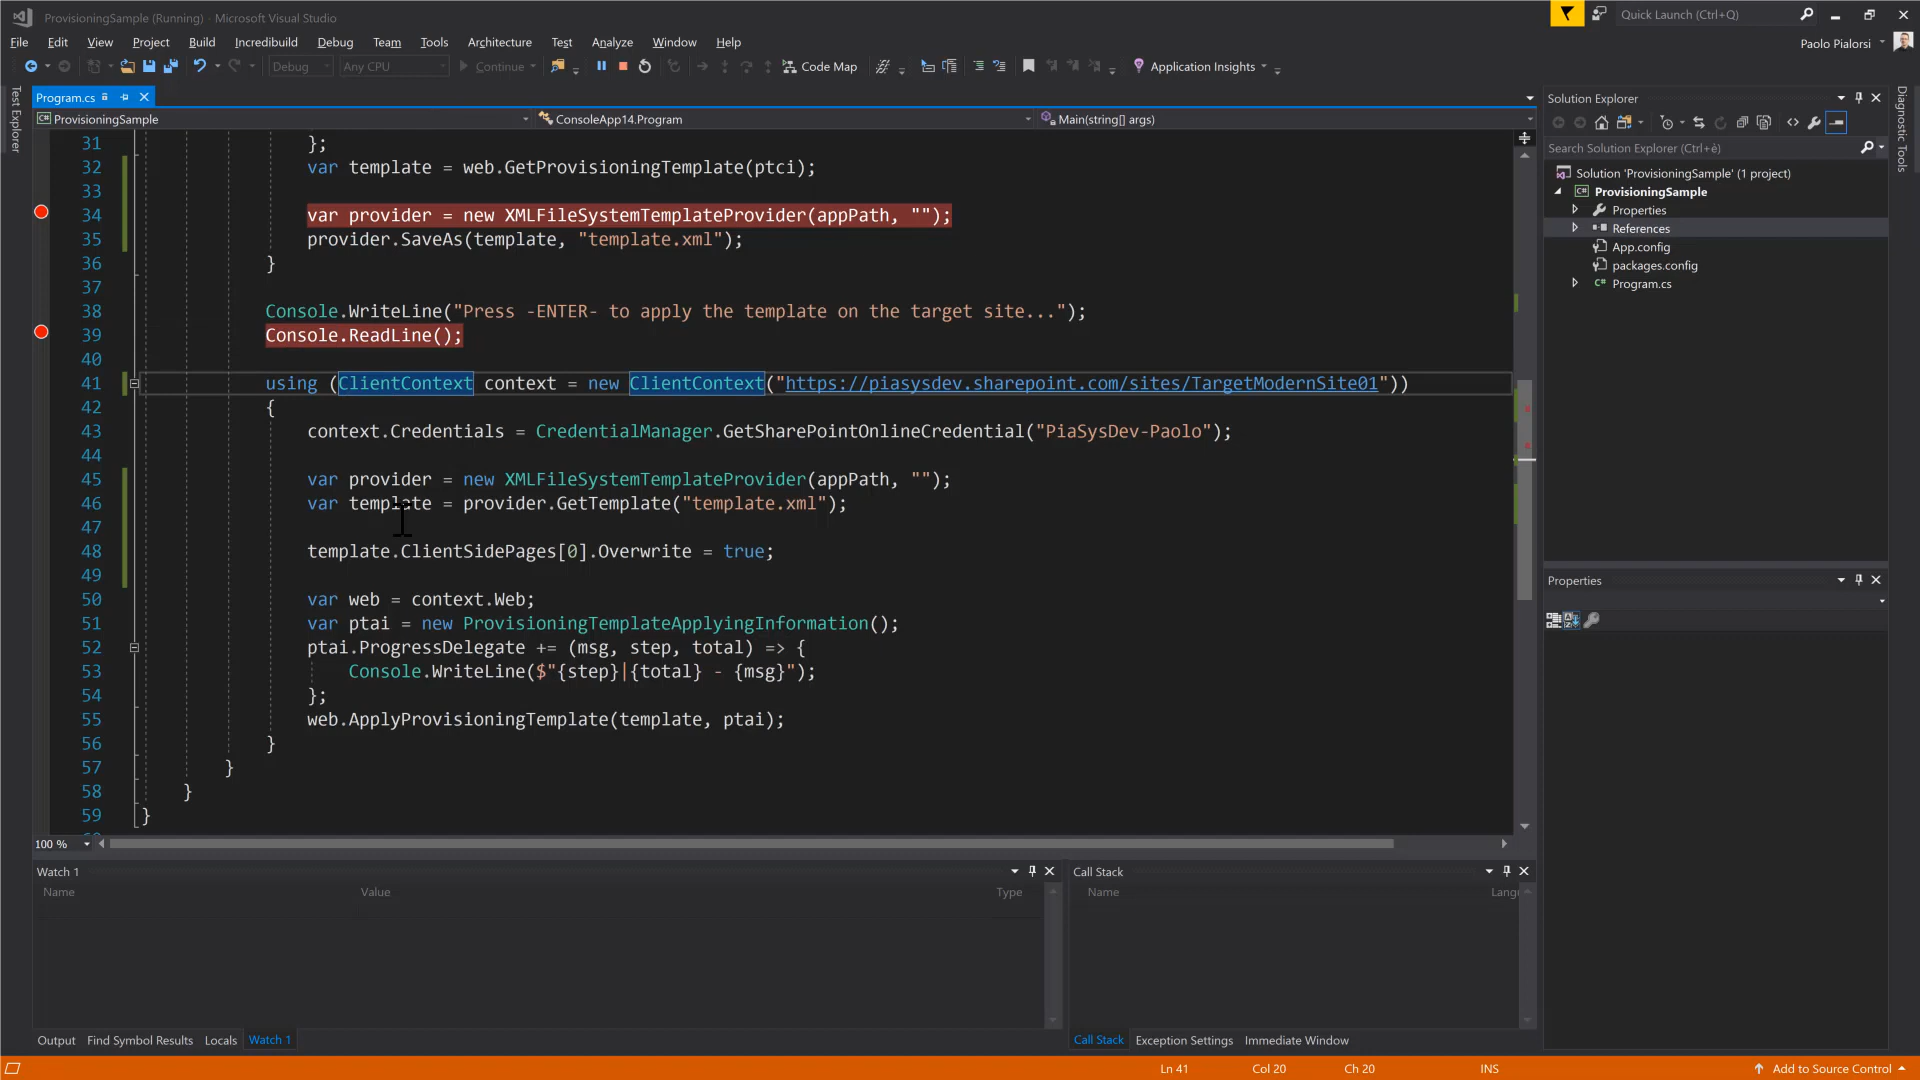 ProvisioningSample (Running) - Microsoft Visual Studio
Quick Launch (Ctrl+Q)
File Edit View Project Build Incredibuild Debug Team Tools Architecture Test Analyze Window Help
Paolo Pialorsi
Debug Any CPU Continue Code Map Application Insights
Test Explorer
Program.cs
ProvisioningSample
ConsoleApp14.Program
Main(string[] args)
31 };
32 var template = web.GetProvisioningTemplate(ptci);
33
34 var provider = new XMLFileSystemTemplateProvider(appPath, "");
35 provider.SaveAs(template, "template.xml");
36 }
37
38 Console.WriteLine("Press -ENTER- to apply the template on the target site...");
39 Console.ReadLine();
40
41 using (ClientContext context = new ClientContext("https://piasysdev.sharepoint.com/sites/TargetModernSite01"))
42 {
43 context.Credentials = CredentialManager.GetSharePointOnlineCredential("PiaSysDev-Paolo");
44
45 var provider = new XMLFileSystemTemplateProvider(appPath, "");
46 var template = provider.GetTemplate("template.xml");
47
48 template.ClientSidePages[0].Overwrite = true;
49
50 var web = context.Web;
51 var ptai = new ProvisioningTemplateApplyingInformation();
52 ptai.ProgressDelegate += (msg, step, total) => {
53 Console.WriteLine($"{step}|{total} - {msg}");
54 };
55 web.ApplyProvisioningTemplate(template, ptai);
56 }
57 }
58 }
59 }
100 %
Solution Explorer
Search Solution Explorer (Ctrl+è)
Solution 'ProvisioningSample' (1 project)
ProvisioningSample
Properties
References
App.config
packages.config
Program.cs
Diagnostic Tools
Properties
Watch 1
Name Value Type
Call Stack
Name Langu
Output Find Symbol Results Locals Watch 1
Call Stack Exception Settings Immediate Window
Ln 41 Col 20 Ch 20 INS Add to Source Control